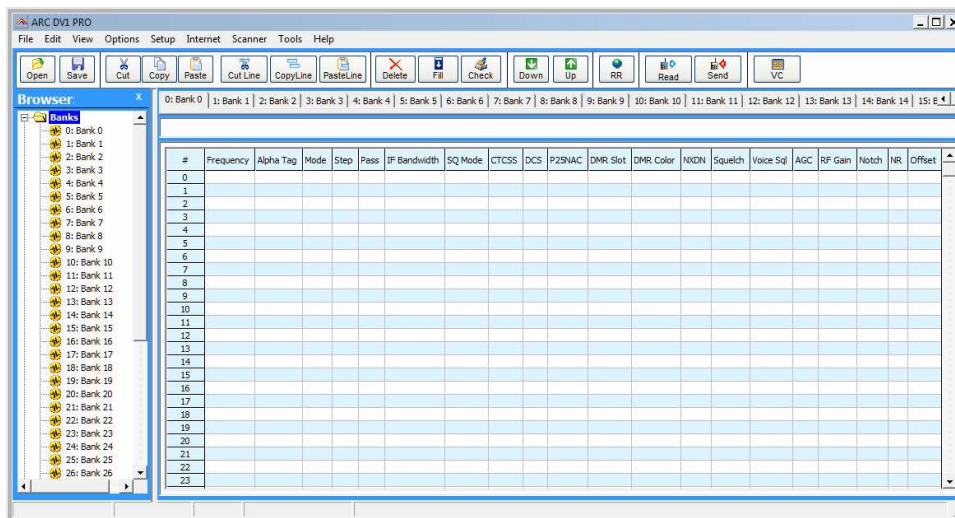 ARC DV1 PRO
File Edit View Options Setup Internet Scanner Tools Help
Open Save Cut Copy Paste Cut Line CopyLine PasteLine Delete Fill Check Down Up RR Read Send VC
Browser x
0: Bank 0 1: Bank 1 2: Bank 2 3: Bank 3 4: Bank 4 5: Bank 5 6: Bank 6 7: Bank 7 8: Bank 8 9: Bank 9 10: Bank 10 11: Bank 11 12: Bank 12 13: Bank 13 14: Bank 14 15: B
Banks
0: Bank 0
1: Bank 1
2: Bank 2
3: Bank 3
4: Bank 4
5: Bank 5
6: Bank 6
7: Bank 7
8: Bank 8
9: Bank 9
10: Bank 10
11: Bank 11
12: Bank 12
13: Bank 13
14: Bank 14
15: Bank 15
16: Bank 16
17: Bank 17
18: Bank 18
19: Bank 19
20: Bank 20
21: Bank 21
22: Bank 22
23: Bank 23
24: Bank 24
25: Bank 25
26: Bank 26
# Frequency Alpha Tag Mode Step Pass IF Bandwidth SQ Mode CTCSS DCS P25NAC DMR Slot DMR Color NXDN Squelch Voice Sql AGC RF Gain Notch NR Offset
0
1
2
3
4
5
6
7
8
9
10
11
12
13
14
15
16
17
18
19
20
21
22
23